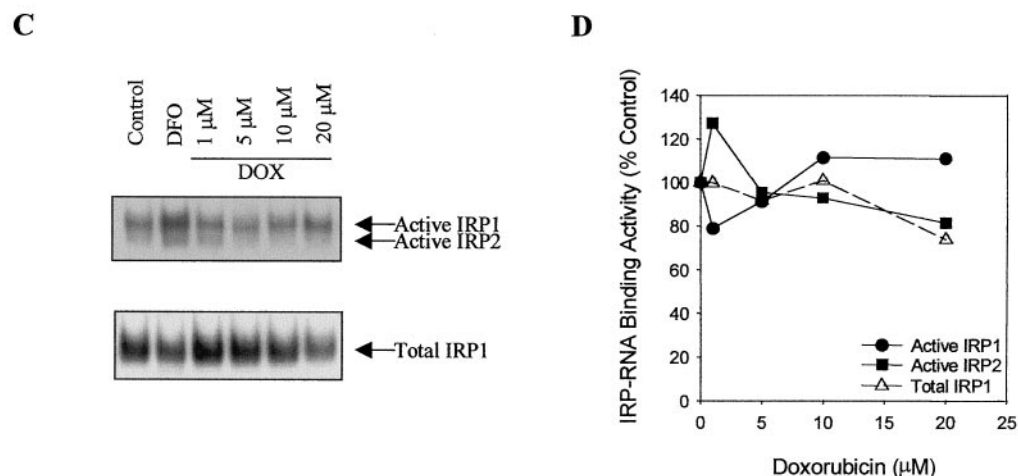 C
Control
DFO
1 μM
5 μM
10 μM
20 μM
DOX
Active IRP1
Active IRP2
Total IRP1
D
IRP-RNA Binding Activity (% Control)
140
120
100
80
60
40
20
0
0
5
10
15
20
25
Doxorubicin (μM)
Active IRP1
Active IRP2
Total IRP1